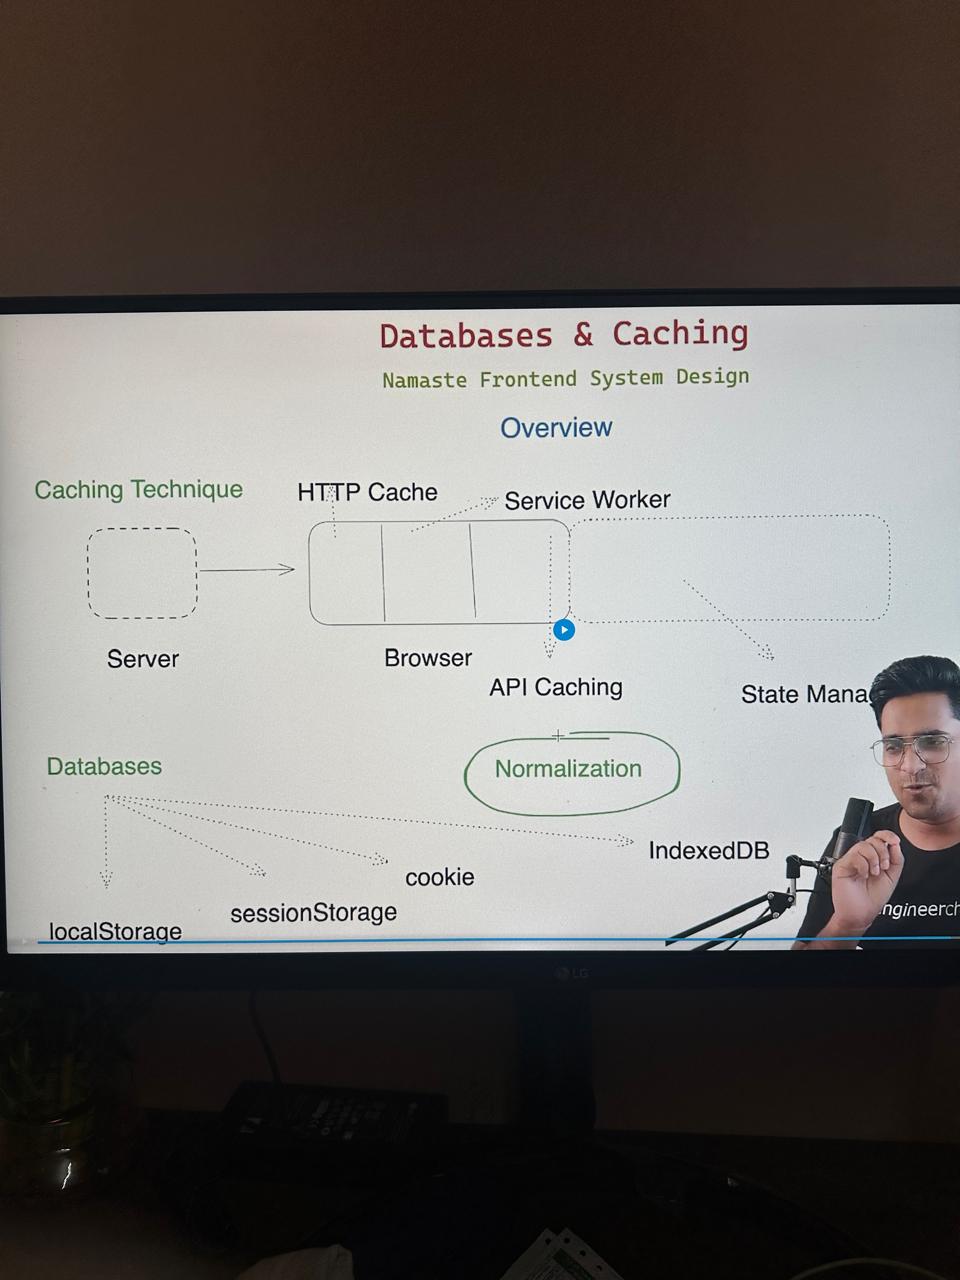 Databases & Caching
Namaste Frontend System Design
Overview
Caching Technique
HTTP Cache
Service Worker
Server
Browser
API Caching
State Mana
Databases
Normalization
IndexedDB
cookie
sessionStorage
localStorage
ngineerch
LG